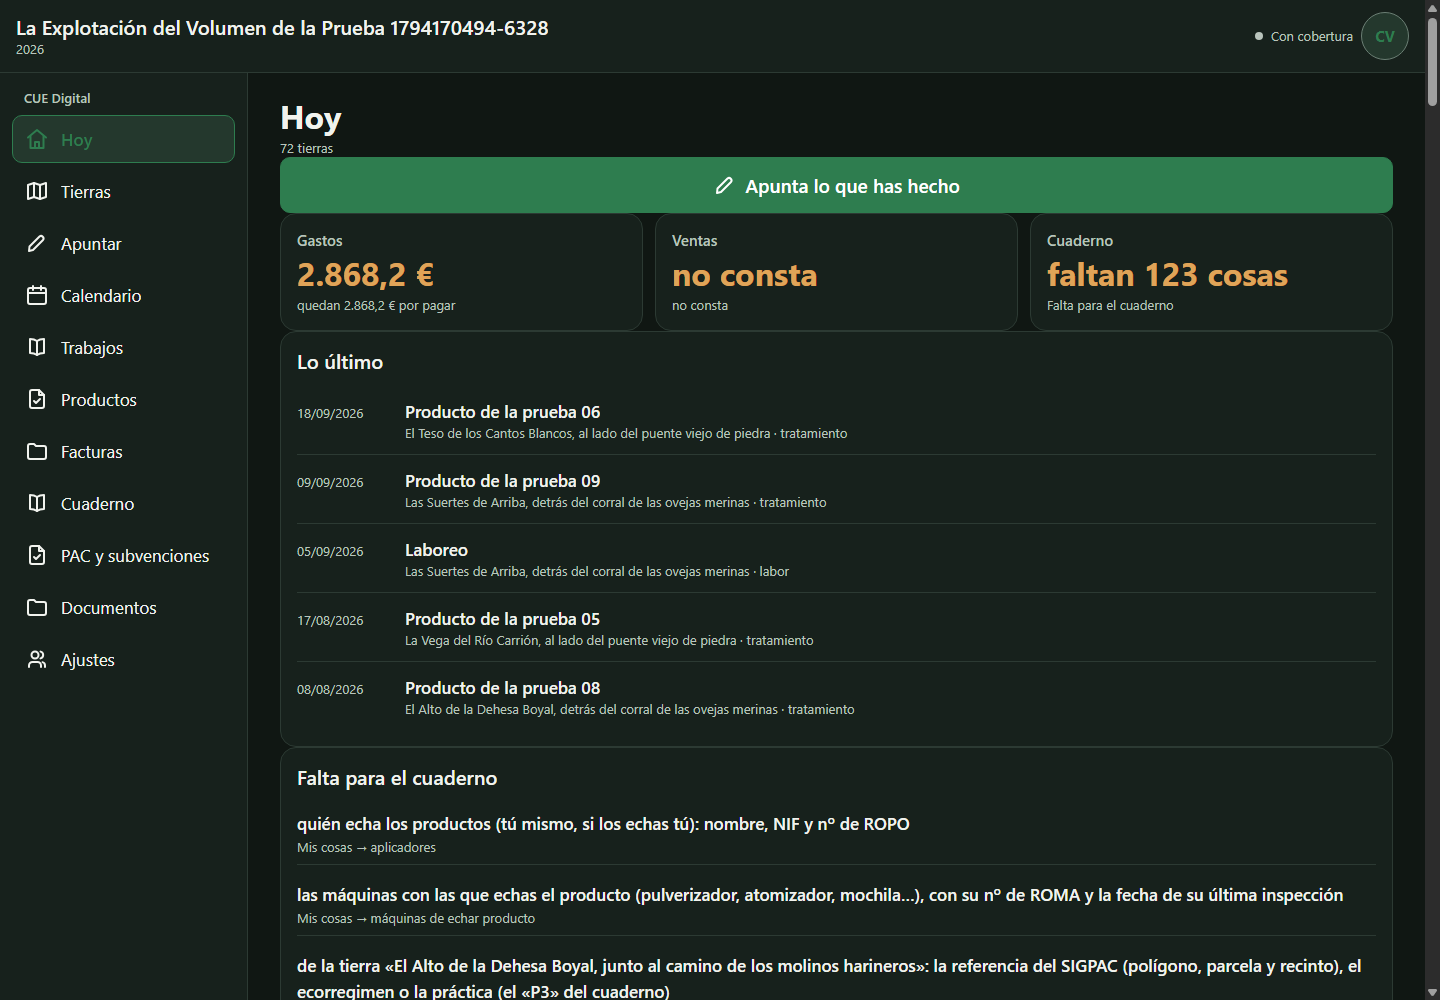 La Explotación del Volumen de la Prueba 1794170494-6328
2026
Con cobertura
CV
CUE Digital
Hoy
Tierras
Apuntar
Calendario
Trabajos
Productos
Facturas
Cuaderno
PAC y subvenciones
Documentos
Ajustes
Hoy
72 tierras
Apunta lo que has hecho
Gastos
2.868,2 €
quedan 2.868,2 € por pagar
Ventas
no consta
no consta
Cuaderno
faltan 123 cosas
Falta para el cuaderno
Lo último
18/09/2026
Producto de la prueba 06
El Teso de los Cantos Blancos, al lado del puente viejo de piedra · tratamiento
09/09/2026
Producto de la prueba 09
Las Suertes de Arriba, detrás del corral de las ovejas merinas · tratamiento
05/09/2026
Laboreo
Las Suertes de Arriba, detrás del corral de las ovejas merinas · labor
17/08/2026
Producto de la prueba 05
La Vega del Río Carrión, al lado del puente viejo de piedra · tratamiento
08/08/2026
Producto de la prueba 08
El Alto de la Dehesa Boyal, detrás del corral de las ovejas merinas · tratamiento
Falta para el cuaderno
quién echa los productos (tú mismo, si los echas tú): nombre, NIF y nº de ROPO
Mis cosas → aplicadores
las máquinas con las que echas el producto (pulverizador, atomizador, mochila…), con su nº de ROMA y la fecha de su última inspección
Mis cosas → máquinas de echar producto
de la tierra «El Alto de la Dehesa Boyal, junto al camino de los molinos harineros»: la referencia del SIGPAC (polígono, parcela y recinto), el
ecorregimen o la práctica (el «P3» del cuaderno)